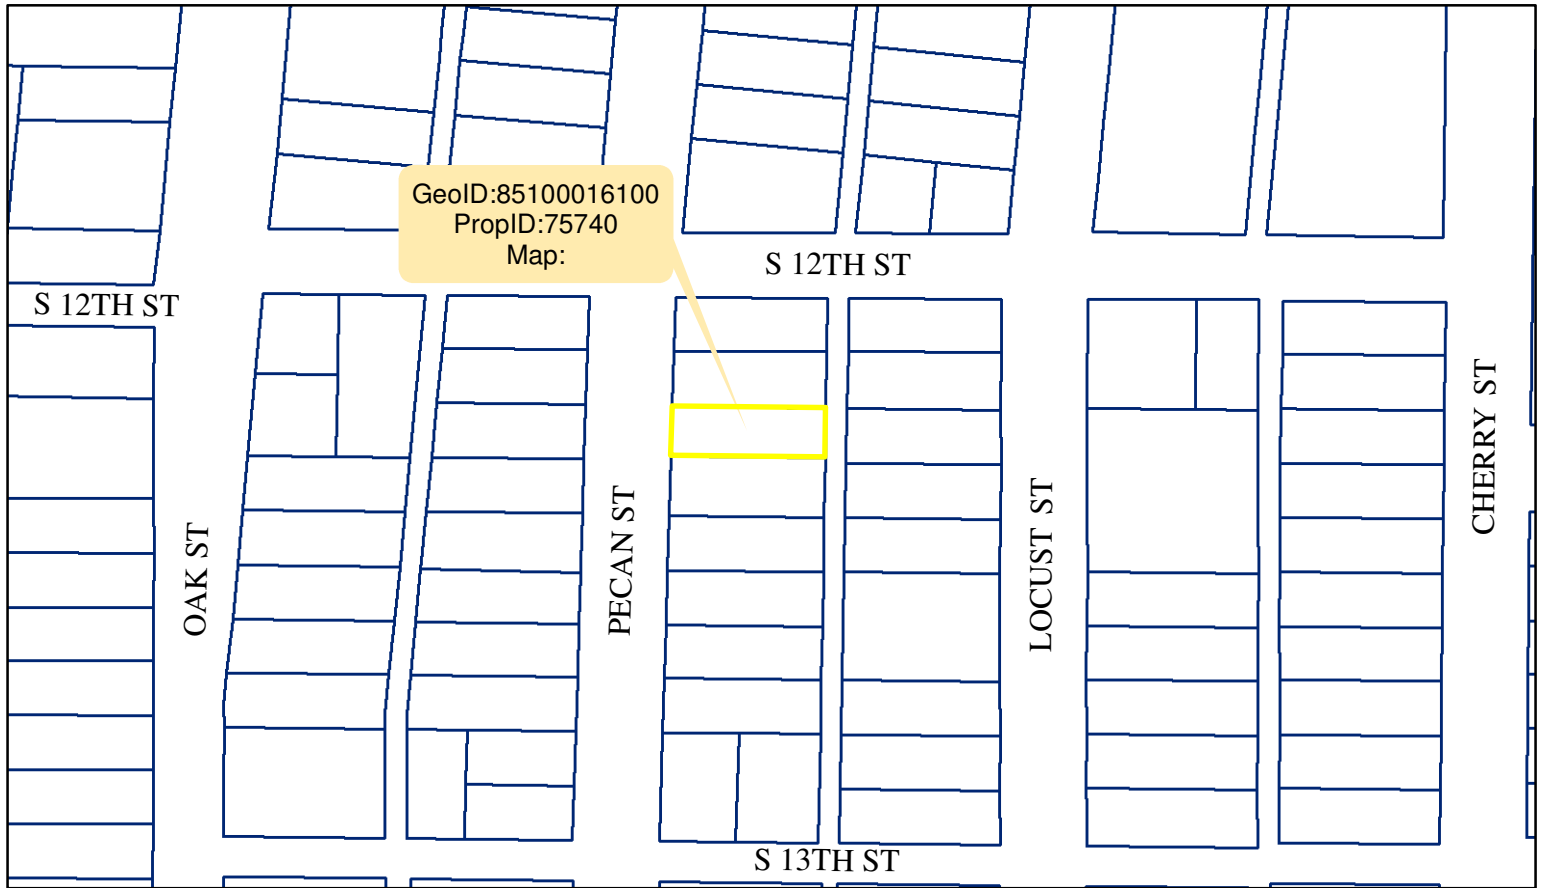 GeoID:85100016100
PropID:75740
Map:
S 12TH ST
S 12TH ST
OAK ST
PECAN ST
LOCUST ST
CHERRY ST
S 13TH ST